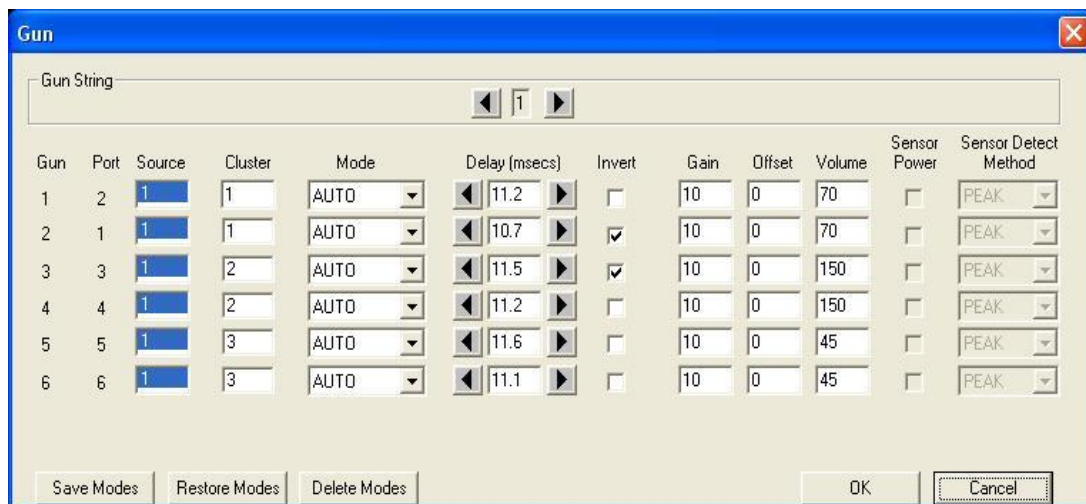 Gun
Gun String
1
Gun Port Source Cluster Mode Delay (msecs) Invert Gain Offset Volume Sensor Power Sensor Detect Method
1 2 1 1 AUTO 11.2 10 0 70 PEAK
2 1 1 1 AUTO 10.7 10 0 70 PEAK
3 3 1 2 AUTO 11.5 10 0 150 PEAK
4 4 1 2 AUTO 11.2 10 0 150 PEAK
5 5 1 3 AUTO 11.6 10 0 45 PEAK
6 6 1 3 AUTO 11.1 10 0 45 PEAK
Save Modes Restore Modes Delete Modes OK Cancel